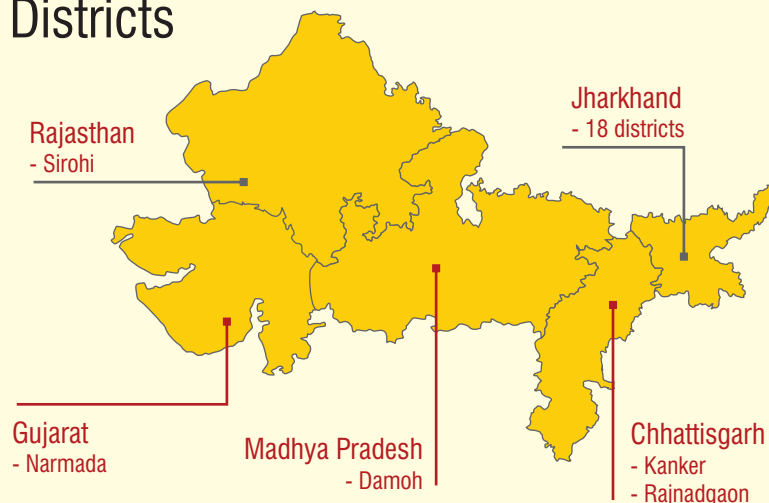 Districts
Rajasthan
- Sirohi
Jharkhand
- 18 districts
Gujarat
- Narmada
Madhya Pradesh
- Damoh
Chhattisgarh
- Kanker
- Rajnadgaon